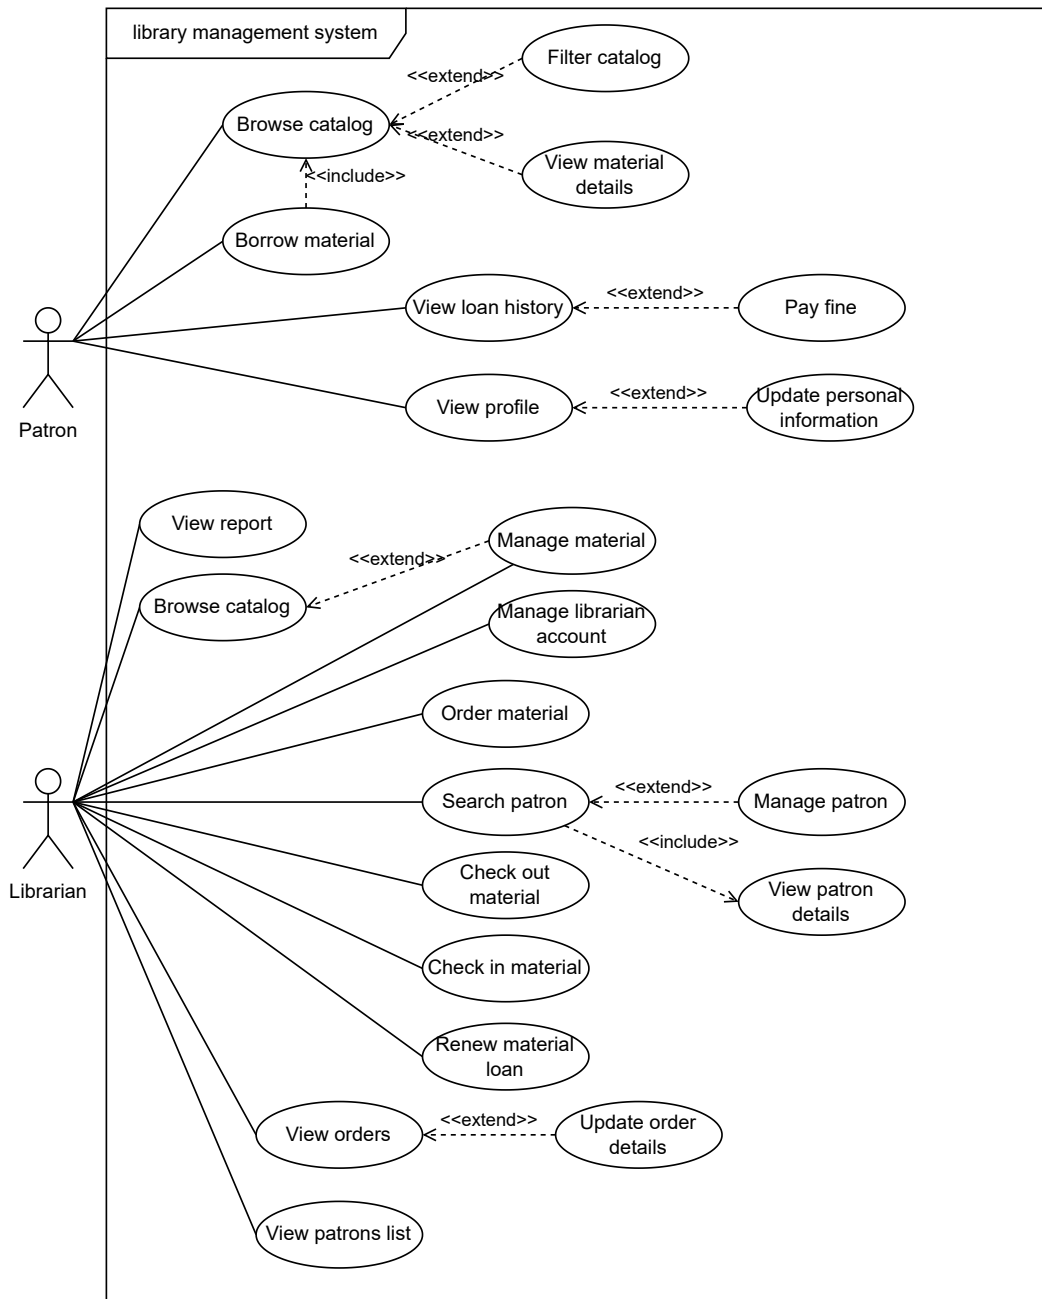 library management system
Filter catalog
<<extend>>
Browse catalog
<<extend>>
View material
details
<<include>>
Borrow material
View loan history
<<extend>>
Pay fine
View profile
<<extend>>
Update personal
information
Patron
View report
Manage material
<<extend>>
Browse catalog
Manage librarian
account
Order material
Search patron
<<extend>>
Manage patron
<<include>>
View patron
details
Librarian
Check out
material
Check in material
Renew material
loan
View orders
<<extend>>
Update order
details
View patrons list